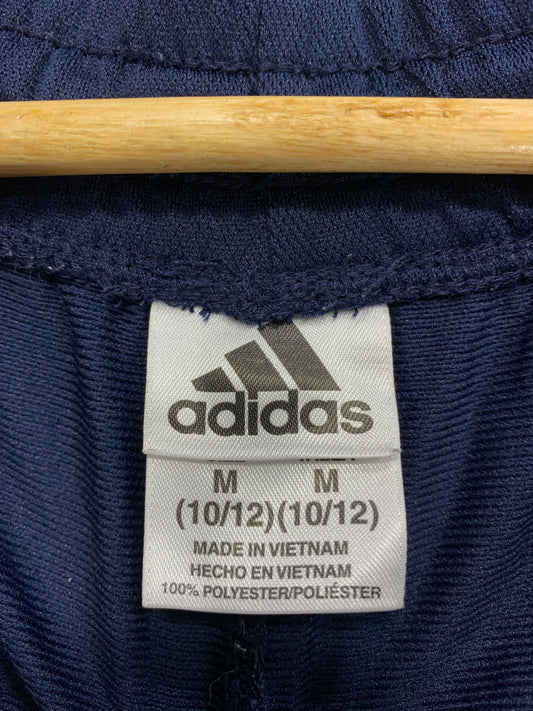 adidas
M M
(10/12) (10/12)
MADE IN VIETNAM
HECHO EN VIETNAM
100% POLYESTER/POLIÉSTER